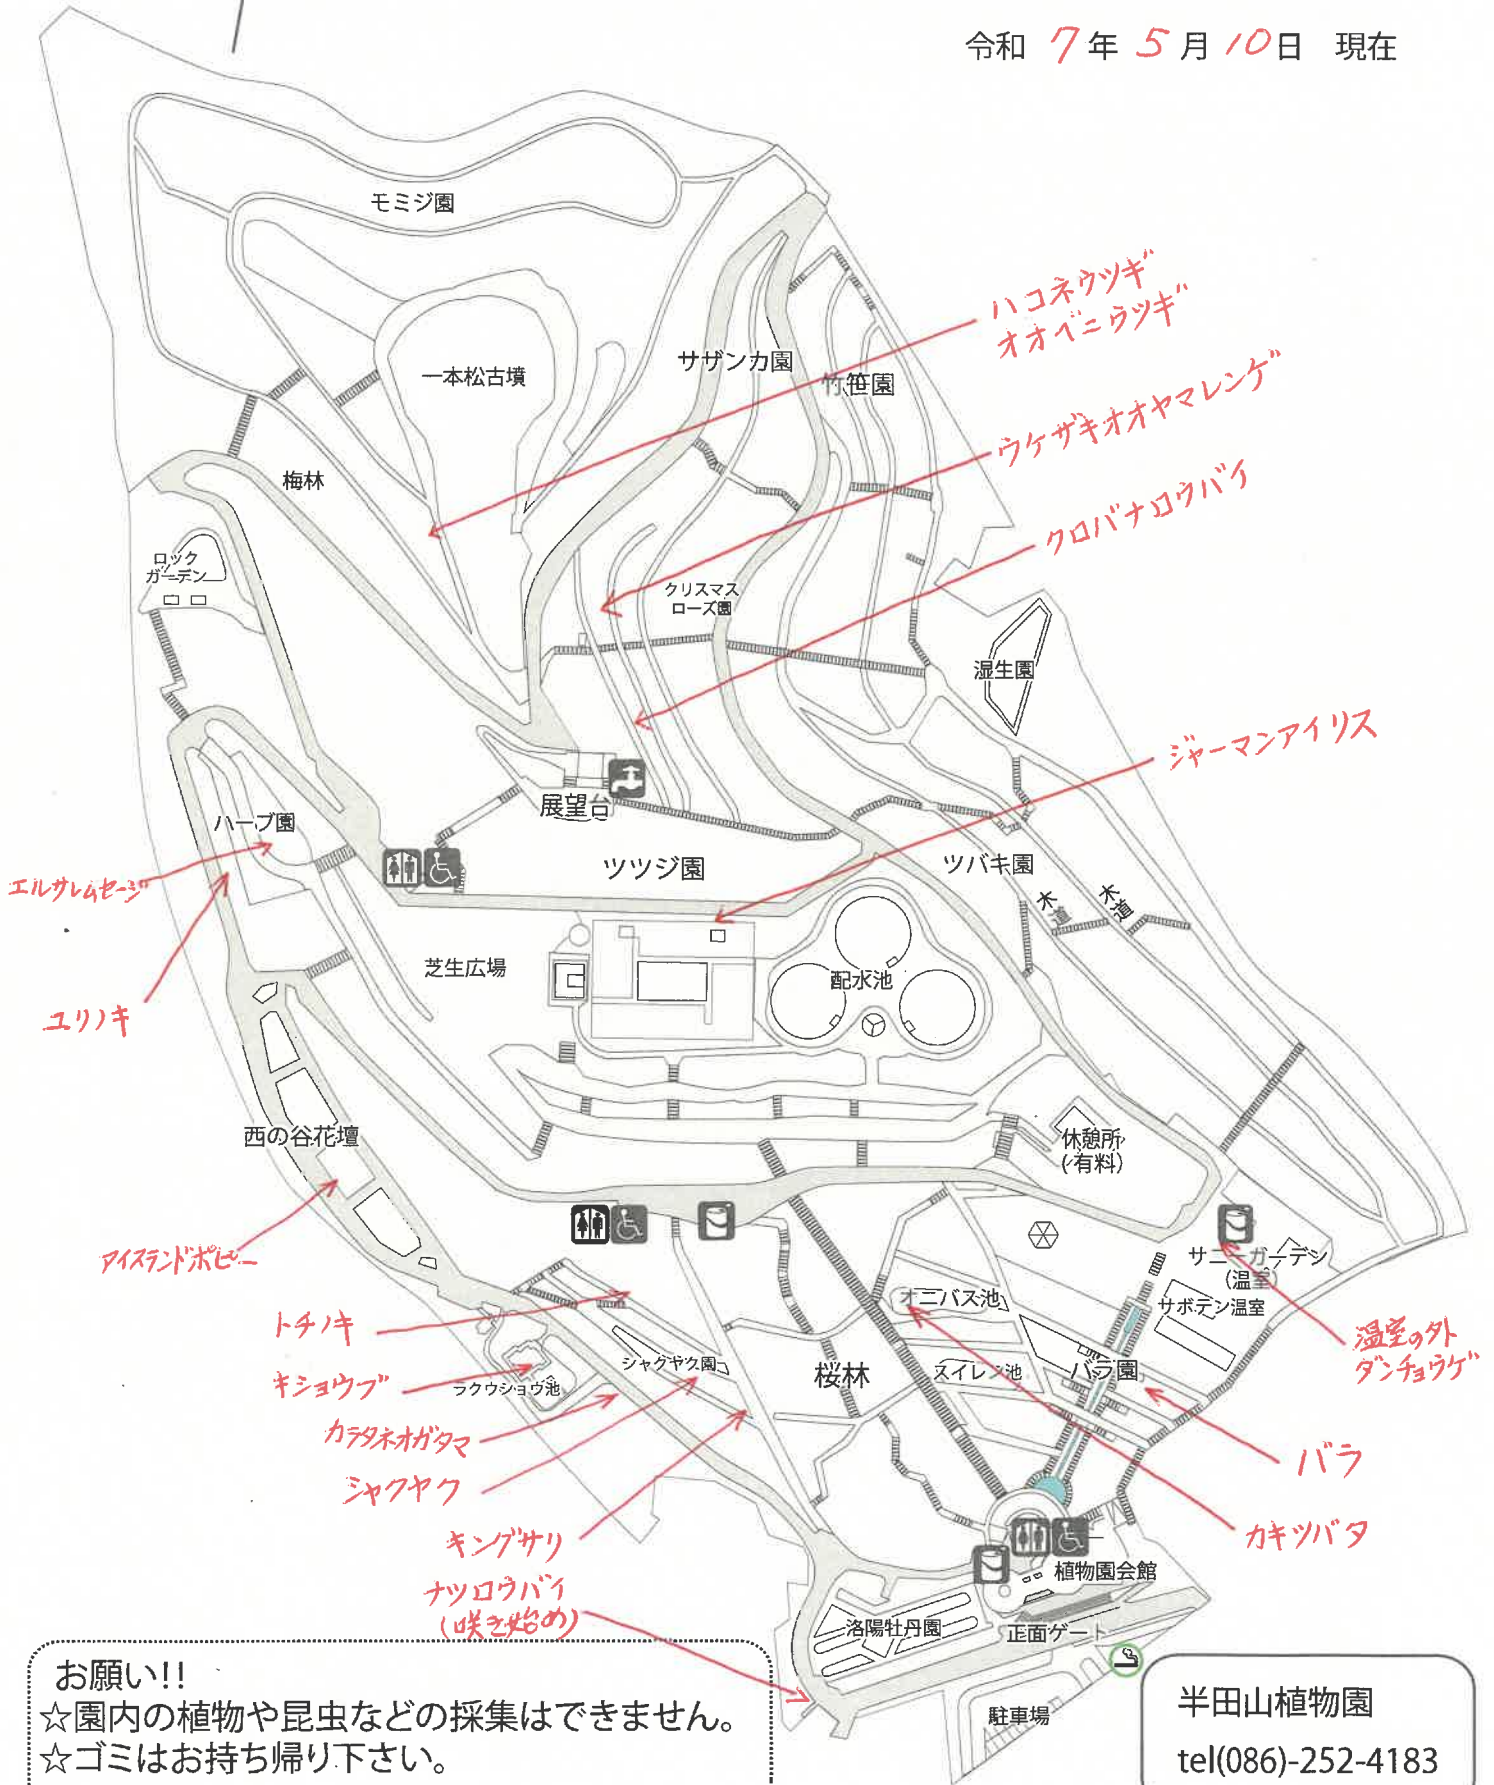 令和 7年 5月 10日 現在
モミジ園
ハコネウツギ
オオベニウツギ
サザンカ園
一本松古墳
竹笹園
ウケザキオオヤマレンゲ
梅林
クロバナロウバイ
ロック
ガーデン
クリスマス
ローズ園
湿生園
ジャーマンアイリス
展望台
ハーブ園
ツツジ園
ツバキ園
エルサレムセージ
木道
木道
芝生広場
配水池
ユリノキ
西の谷花壇
休憩所
(有料)
アイスランドポピー
サニーガーデン
(温室)
オニバス池
サボテン温室
トチノキ
温室の外
ダンチョウゲ
シャクヤク園
桜林
スイレン池
バラ園
キショウブ
ラクウショウ池
カラタネオガタマ
バラ
シャクヤク
キングサリ
カキツバタ
植物園会館
ナツロウバイ
(咲き始め)
洛陽牡丹園
正面ゲート
駐車場
お願い!!
☆園内の植物や昆虫などの採集はできません。
☆ゴミはお持ち帰り下さい。
半田山植物園
tel(086)-252-4183